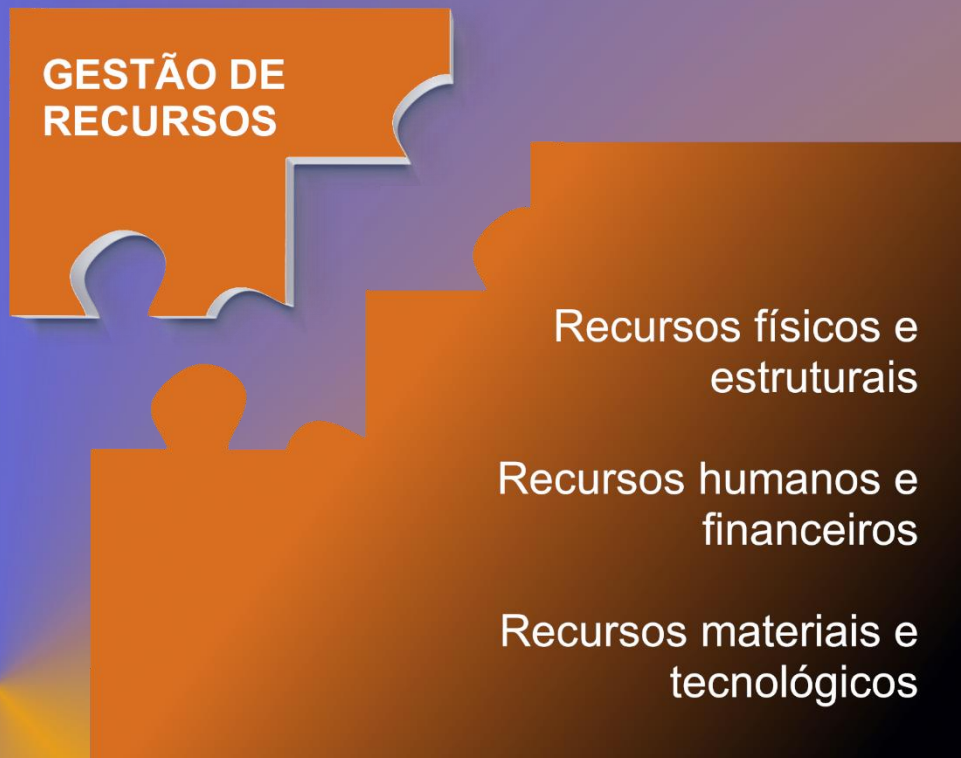 GESTÃO DE
RECURSOS
Recursos físicos e
estruturais
Recursos humanos e
financeiros
Recursos materiais e
tecnológicos